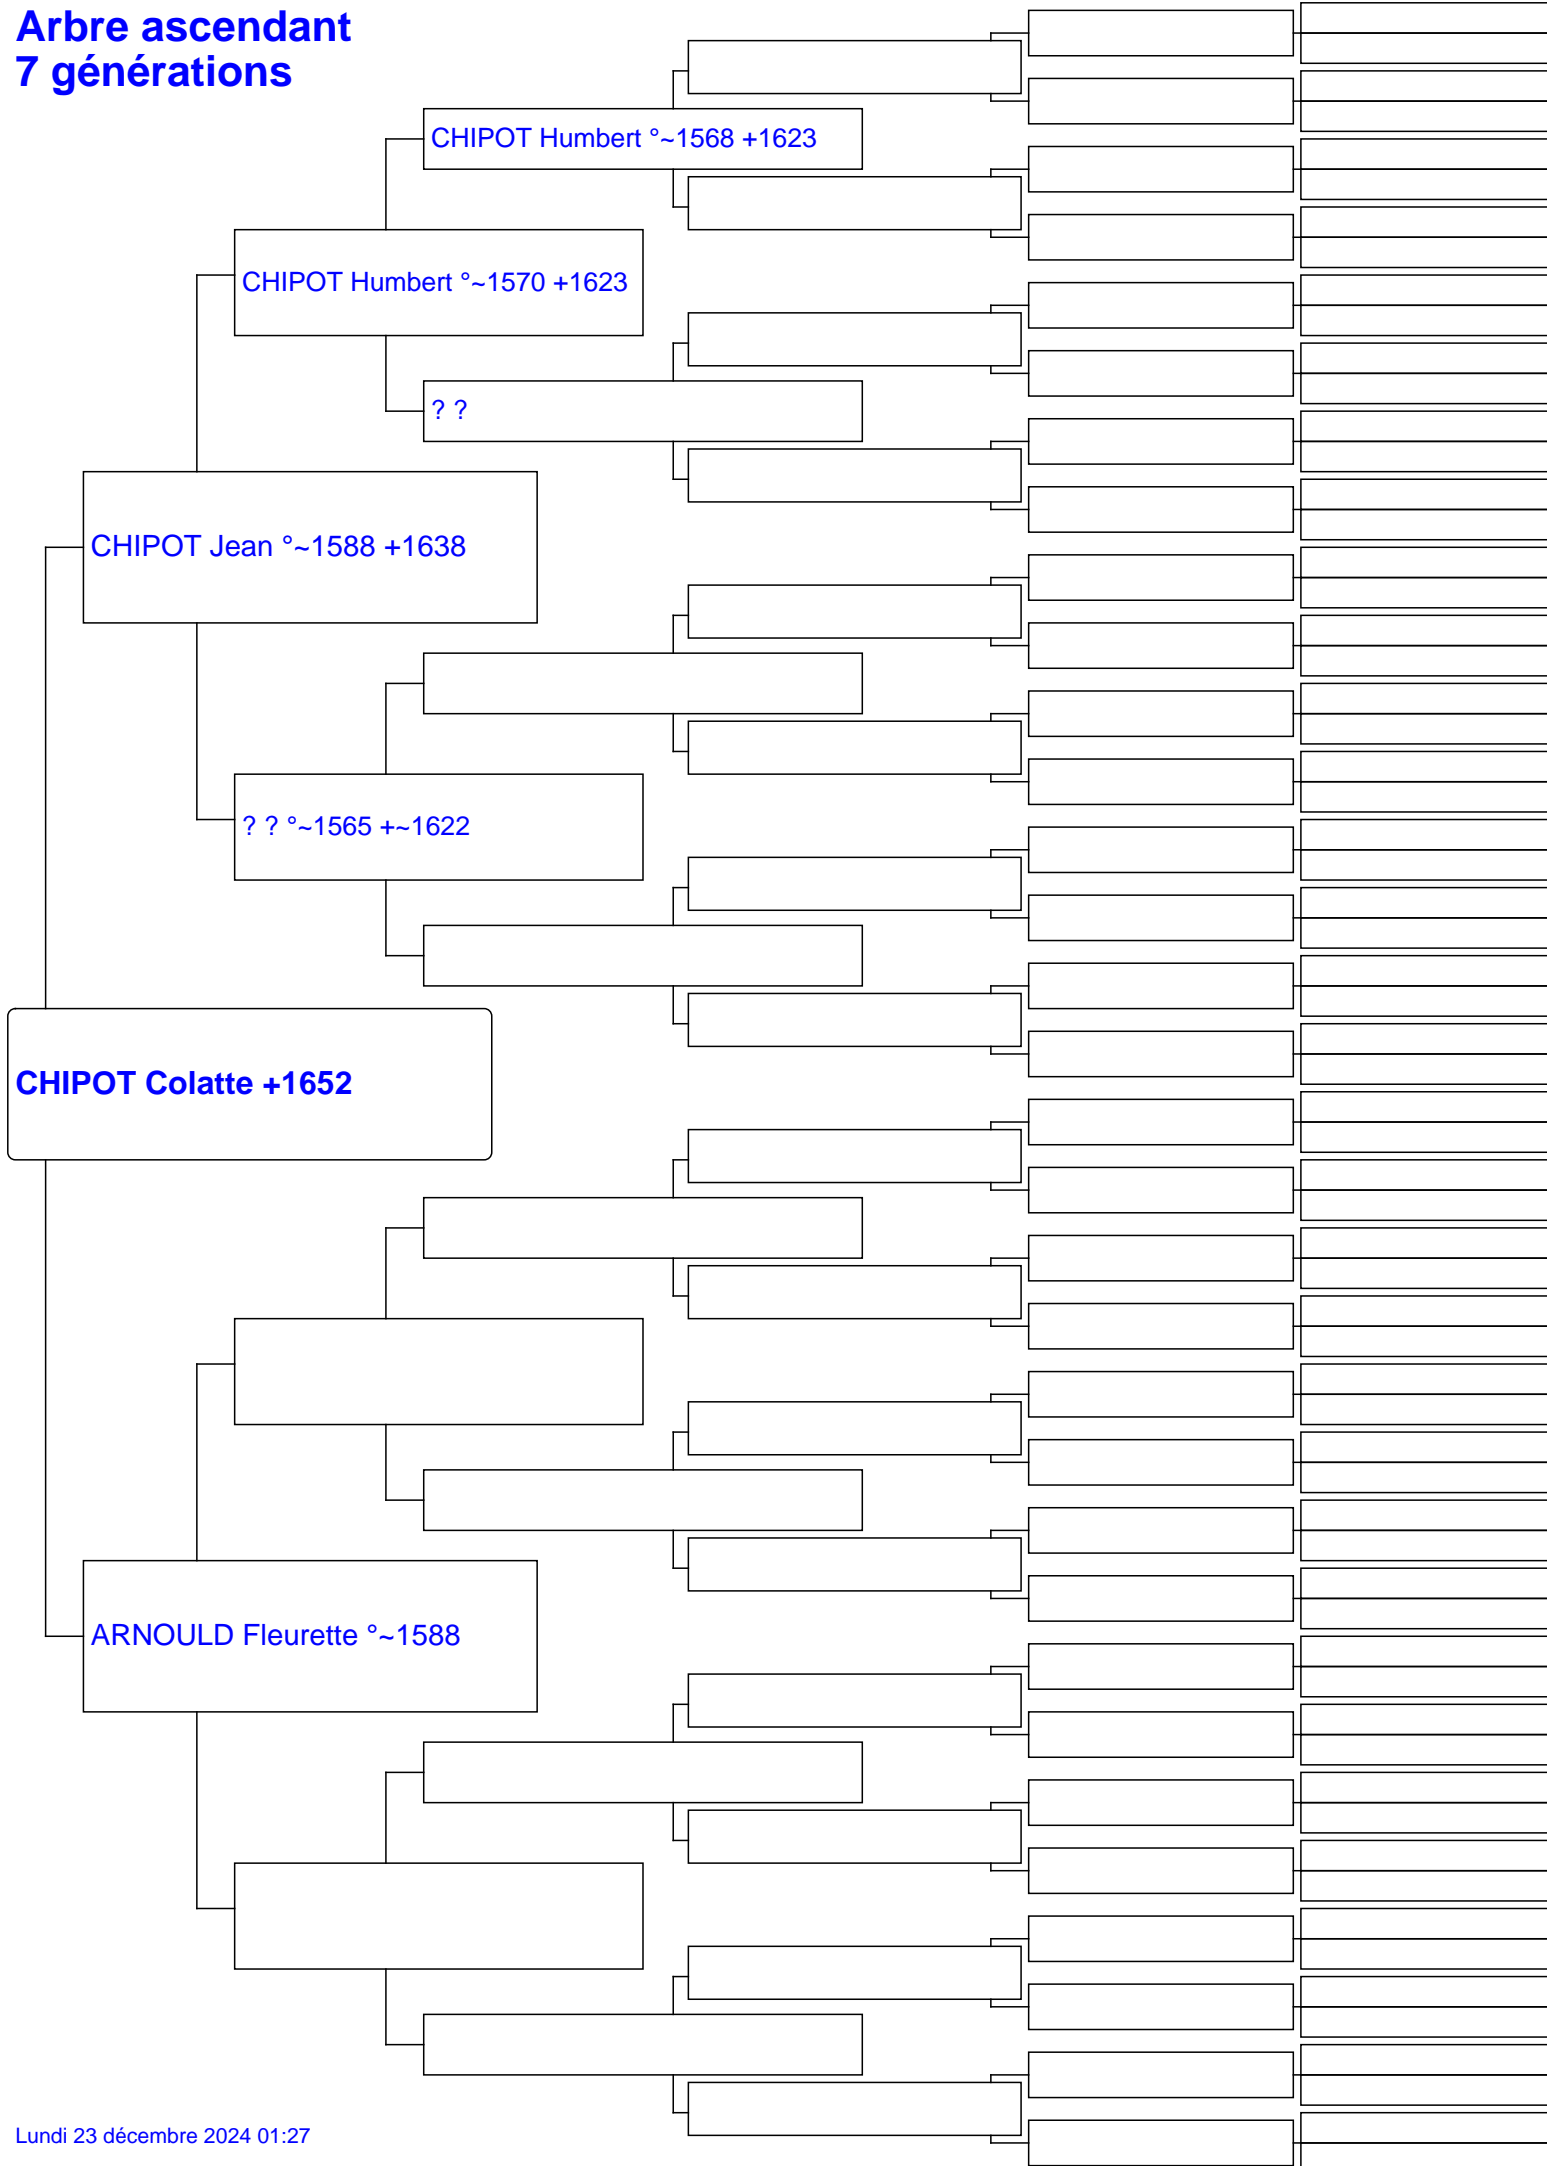 Arbre ascendant
7 générations
CHIPOT Humbert °~1568 +1623
CHIPOT Humbert °~1570 +1623
? ?
CHIPOT Jean °~1588 +1638
? ? °~1565 +~1622
CHIPOT Colatte +1652
ARNOULD Fleurette °~1588
Lundi 23 décembre 2024 01:27